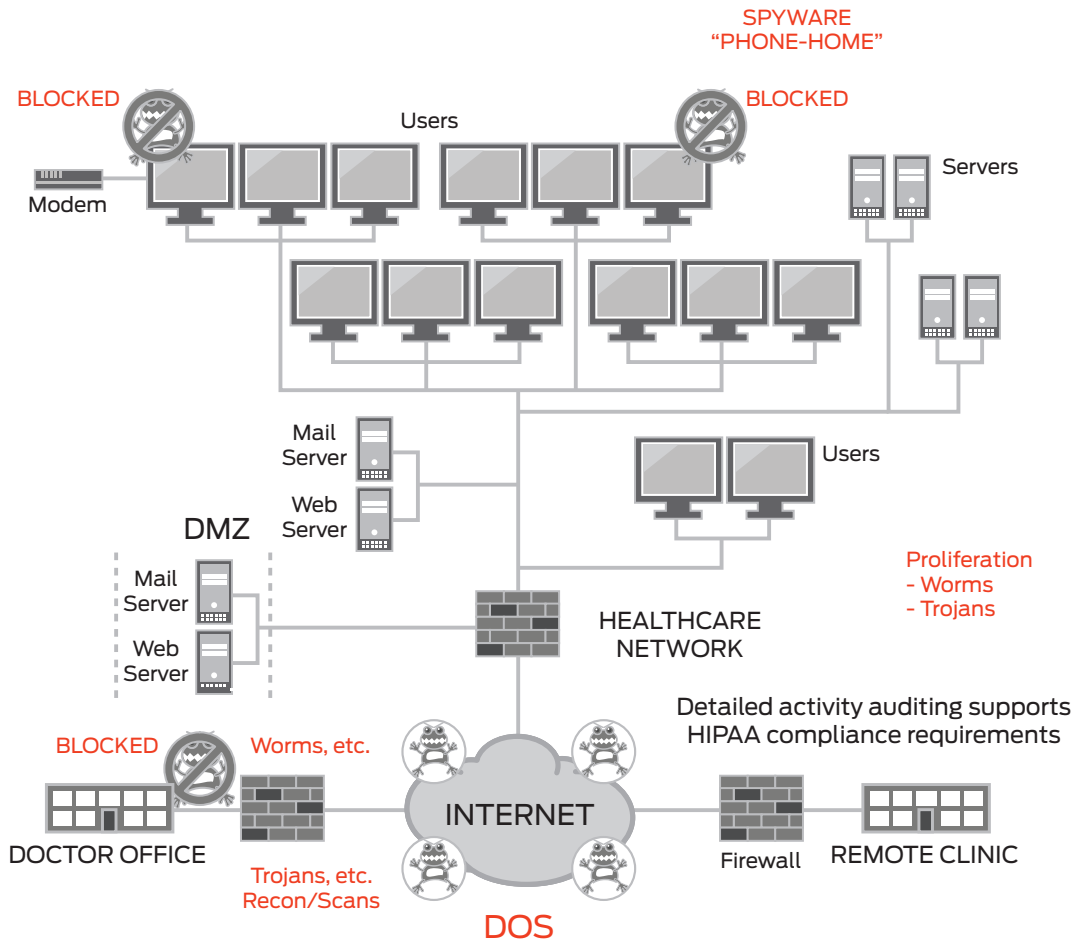 SPYWARE
“PHONE-HOME”
BLOCKED
BLOCKED
Users
Modem
Servers
Mail
Server
Web
Server
Users
DMZ
Mail
Server
Web
Server
HEALTHCARE
NETWORK
Proliferation
- Worms
- Trojans
Detailed activity auditing supports
HIPAA compliance requirements
BLOCKED
Worms, etc.
INTERNET
DOCTOR OFFICE
Trojans, etc.
Recon/Scans
Firewall
REMOTE CLINIC
DOS